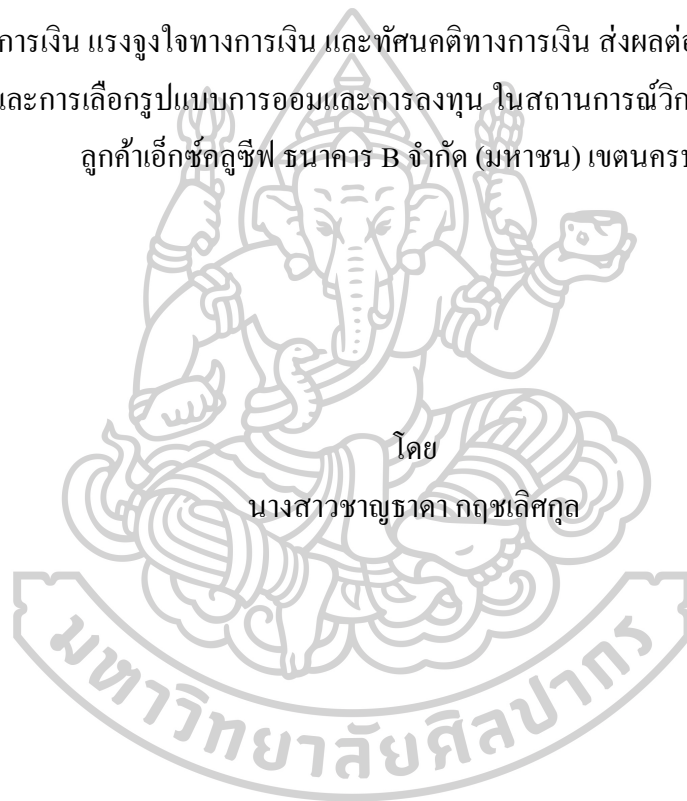 การเงิน แรงจูงใจทางการเงิน และทัศนคติทางการเงิน ส่งผลต่อ
และการเลือกรูปแบบการออมและการลงทุน ในสถานการณ์วิก
ลูกค้าเอ็กซ์คลูซีฟ ธนาคาร B จำกัด (มหาชน) เขตนคร
โดย
นางสาวชาญธาดา กฤชเลิศกุล
มหาวิทยาลัยศิลปากร